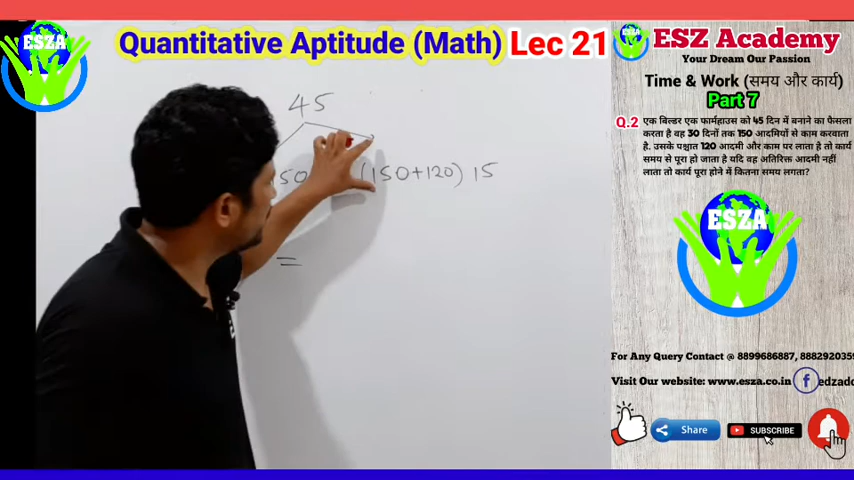 Quantitative Aptitude (Math) Lec 21
ESZA
ESZA
ESZ Academy
Your Dream Our Passion
Time & Work (समय और कार्य)
Part 7
Q.2 एक बिल्डर एक फार्महाउस को 45 दिन में बनाने का फैसला
करता है वह 30 दिनों तक 150 आदमियों से काम करवाता
है. उसके पश्चात 120 आदमी और काम पर लाता है तो कार्य
समय से पूरा हो जाता है यदि वह अतिरिक्त आदमी नहीं
लाता तो कार्य पूरा होने में कितना समय लगता?
45
50 (150+120) 15
=
ESZA
For Any Query Contact @ 8899686887, 8882920359
Visit Our website: www.esza.co.in f edzado
Share
SUBSCRIBE